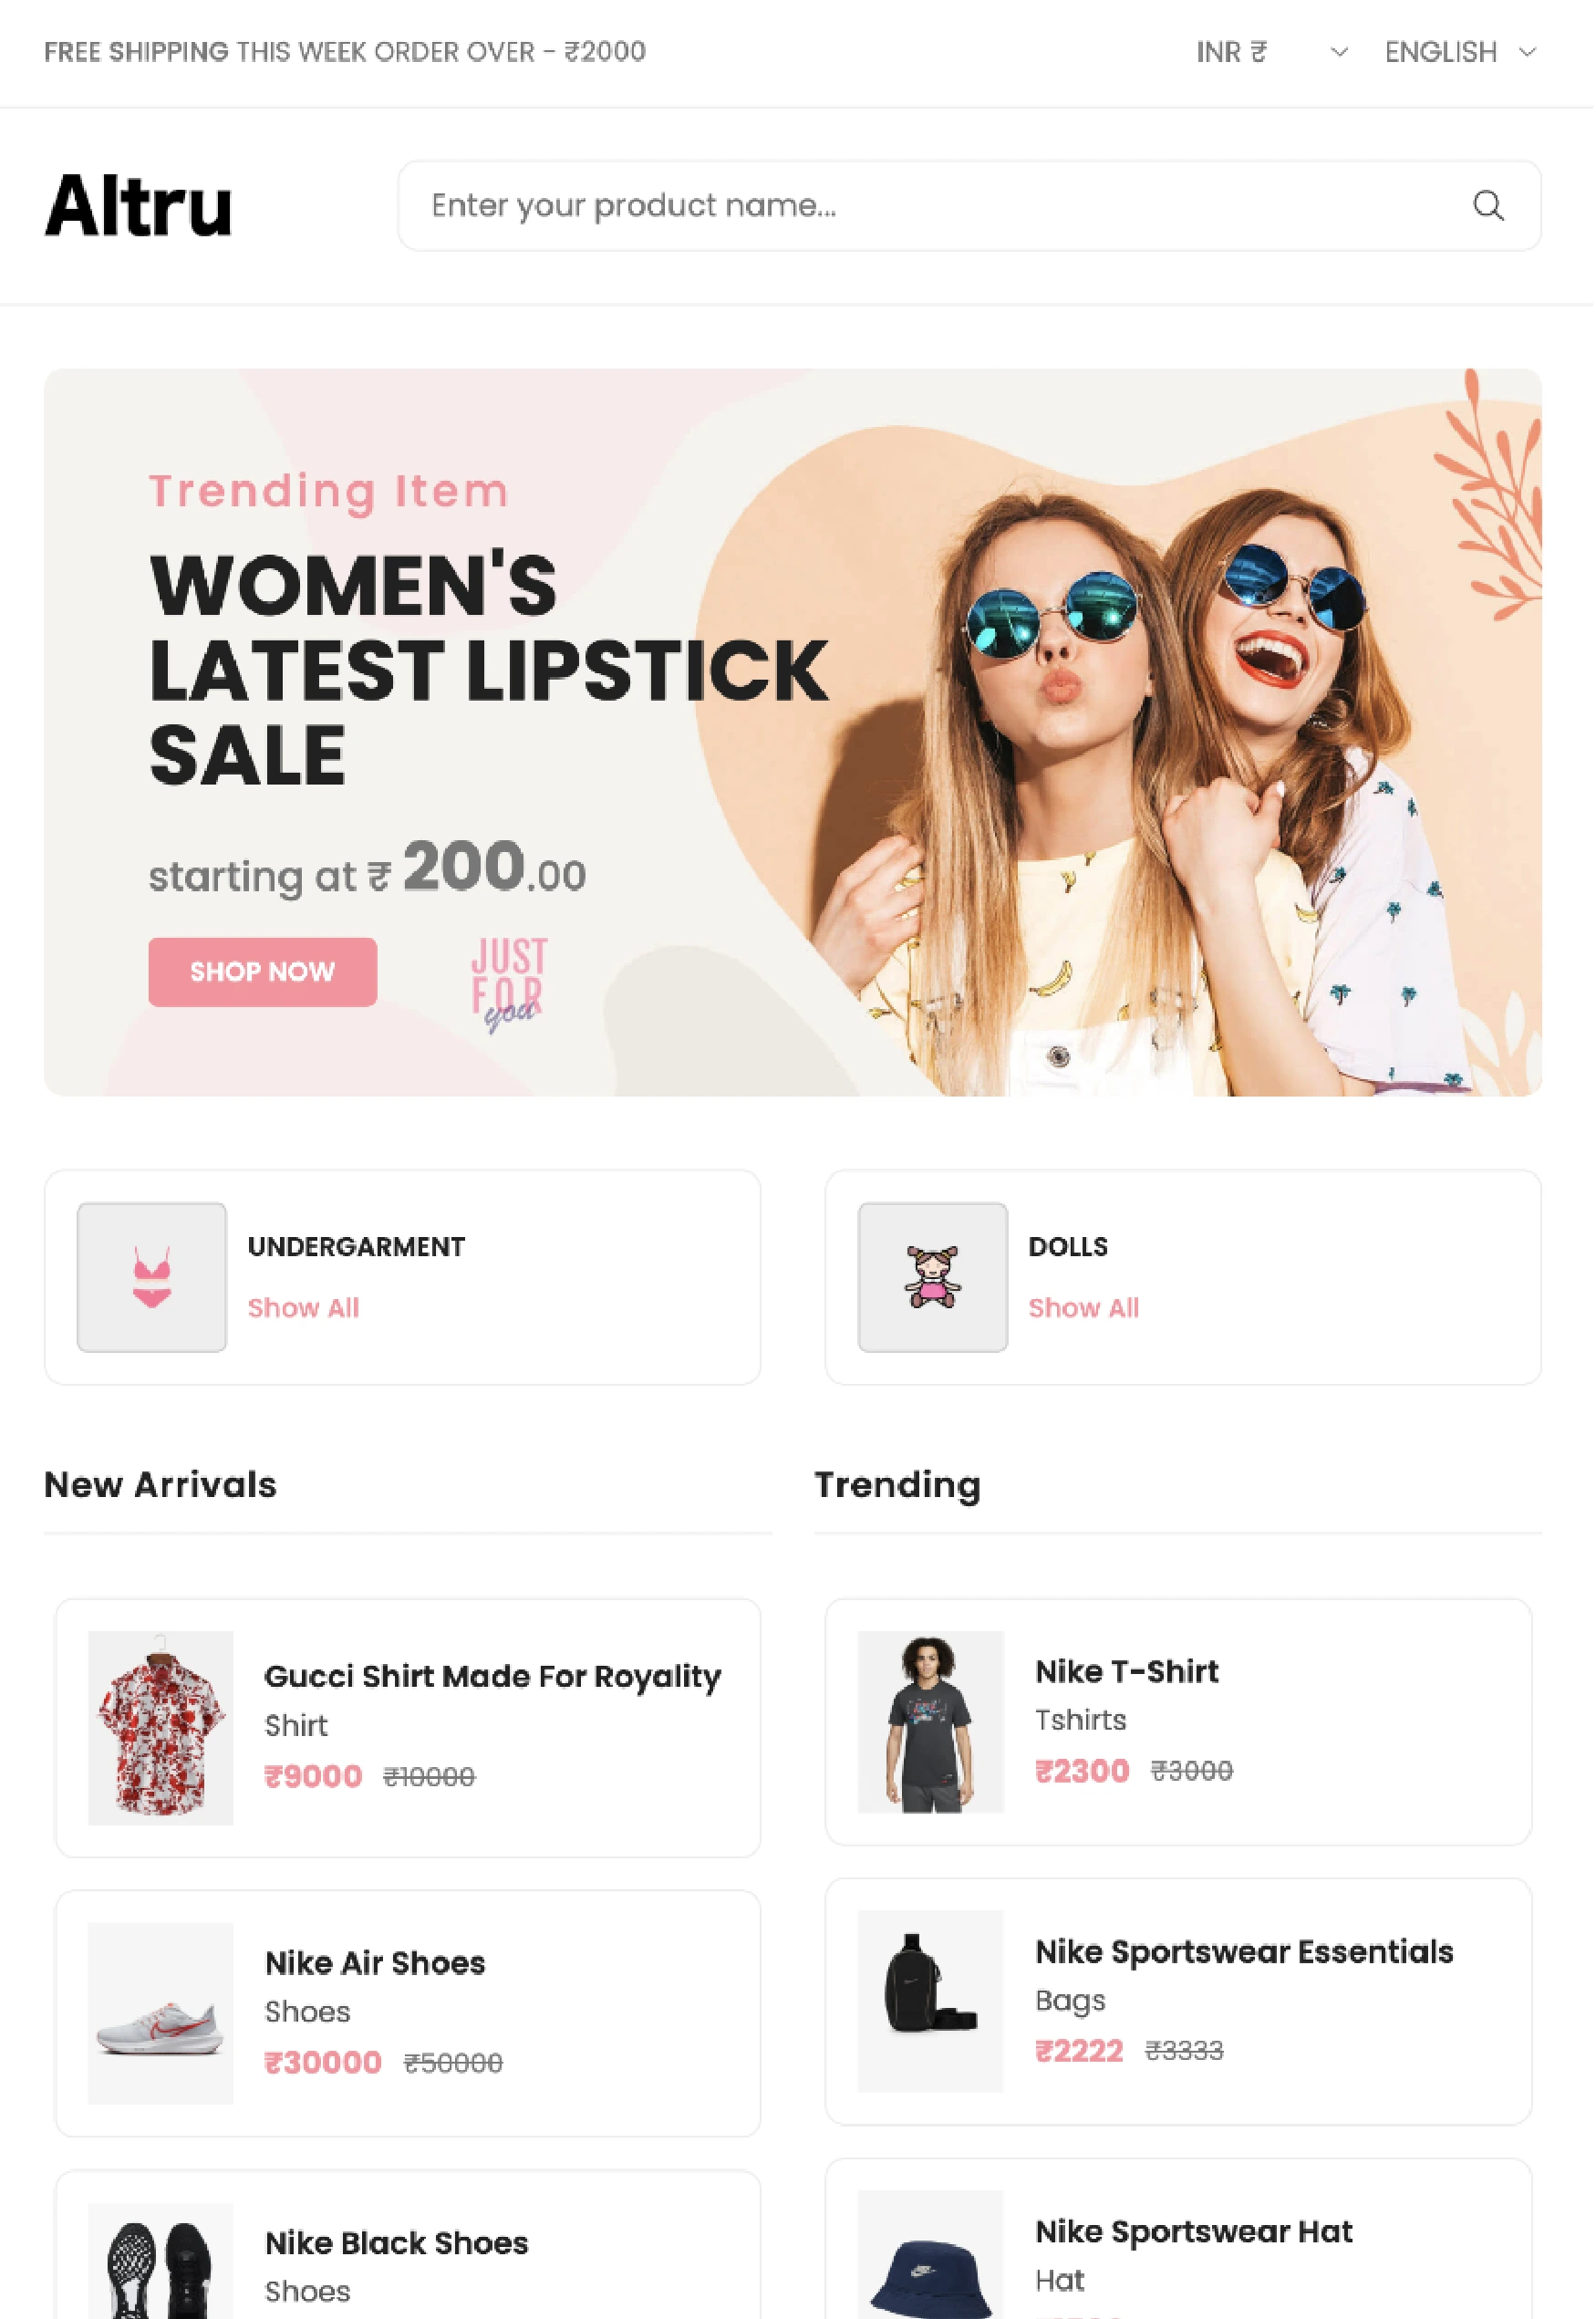 FREE SHIPPING THIS WEEK ORDER OVER - ₹2000
INR ₹
ENGLISH
Altru
Enter your product name...
Trending Item
WOMEN'S
LATEST LIPSTICK
SALE
starting at ₹ 200.00
SHOP NOW
JUST
FOR
you
UNDERGARMENT
Show All
DOLLS
Show All
New Arrivals
Gucci Shirt Made For Royality
Shirt
₹9000 ₹10000
Nike Air Shoes
Shoes
₹30000 ₹50000
Nike Black Shoes
Shoes
Trending
Nike T-Shirt
Tshirts
₹2300 ₹3000
Nike Sportswear Essentials
Bags
₹2222 ₹3333
Nike Sportswear Hat
Hat